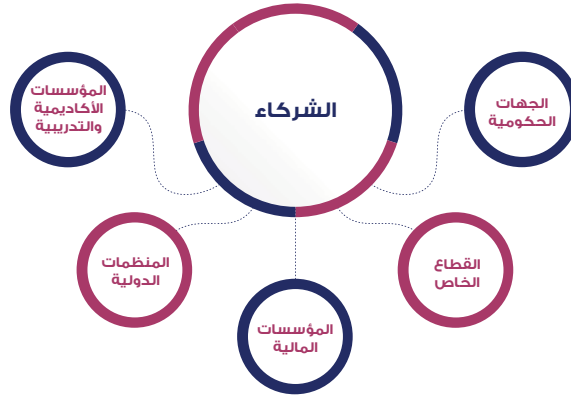 الشركاء
الجهات
الحكومية
القطاع
الخاص
المؤسسات
المالية
المنظمات
الدولية
المؤسسات
الأكاديمية
والتدريبية